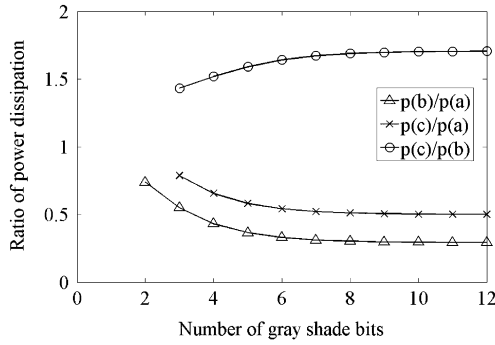 Ratio of power dissipation
2
1.5
1
0.5
0
p(b)/p(a)
p(c)/p(a)
p(c)/p(b)
0 2 4 6 8 10 12
Number of gray shade bits